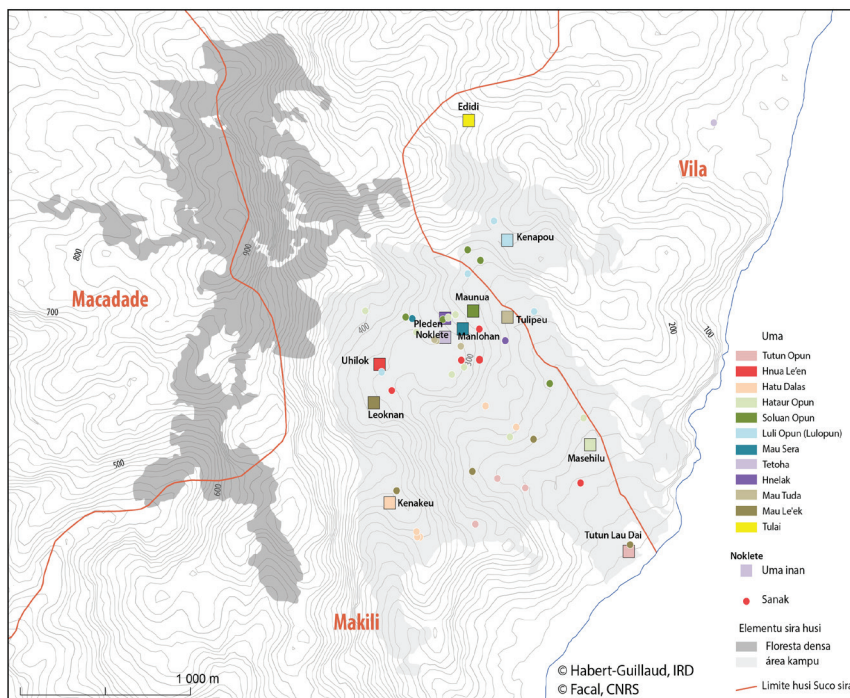 Edidi
Vila
Kenapou
900
800
Macadade
700
Maunua
400
Pleden
Noklete
Manlohan
Tulipeu
200
100
Uhilok
300
Leoknan
Masehilu
500
600
Kenakeu
Tutun Lau Dai
Makili
1 000 m
Uma
Tutun Opun
Hnua Le'en
Hatu Dalas
Hataur Opun
Soluan Opun
Luli Opun (Lulopun)
Mau Sera
Tetoha
Hnelak
Mau Tuda
Mau Le'ek
Tulai
Noklete
Uma inan
Sanak
Elementu sira husi
Floresta densa
área kampu
Limite husi Suco sira
© Habert-Guillaud, IRD
© Facal, CNRS